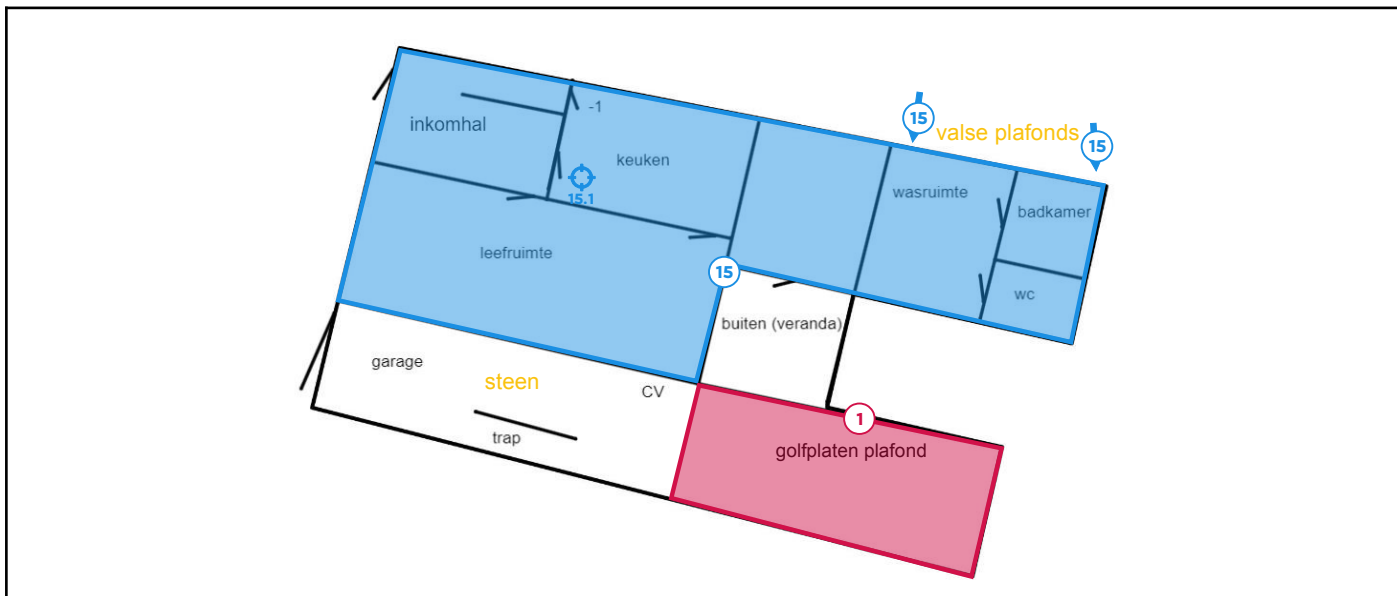 -1
inkomhal
keuken
15
valse plafonds
15
15.1
wasruimte
badkamer
leefruimte
15
wc
buiten (veranda)
garage
steen
CV
trap
1
golfplaten plafond